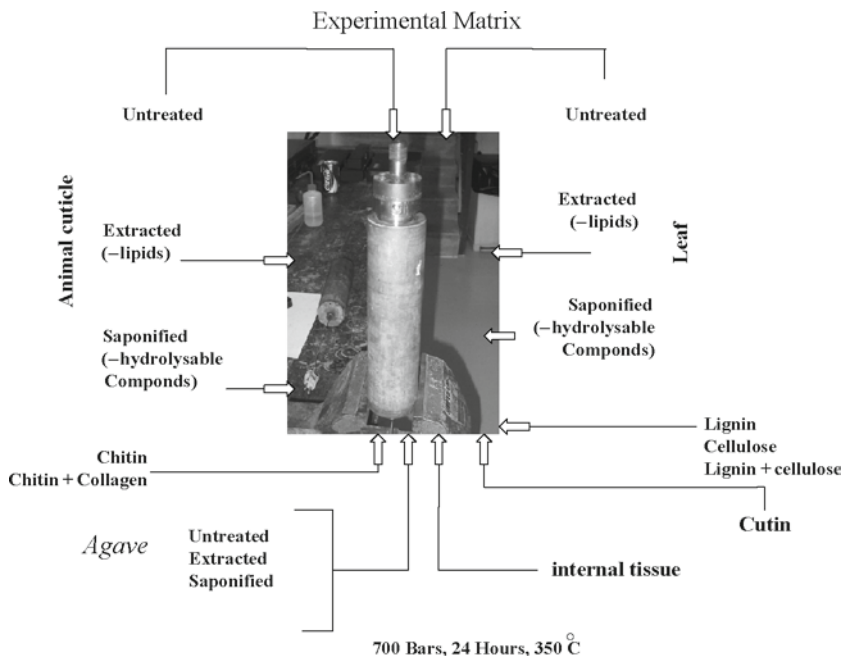 Experimental Matrix
Untreated
Untreated
Animal cuticle
Extracted
(−lipids)
Extracted
(−lipids)
Leaf
Saponified
(−hydrolysable
Componds)
Saponified
(−hydrolysable
Components)
Chitin
Chitin + Collagen
Lignin
Cellulose
Lignin + cellulose
Cutin
Agave
Untreated
Extracted
Saponified
internal tissue
700 Bars, 24 Hours, 350 °C